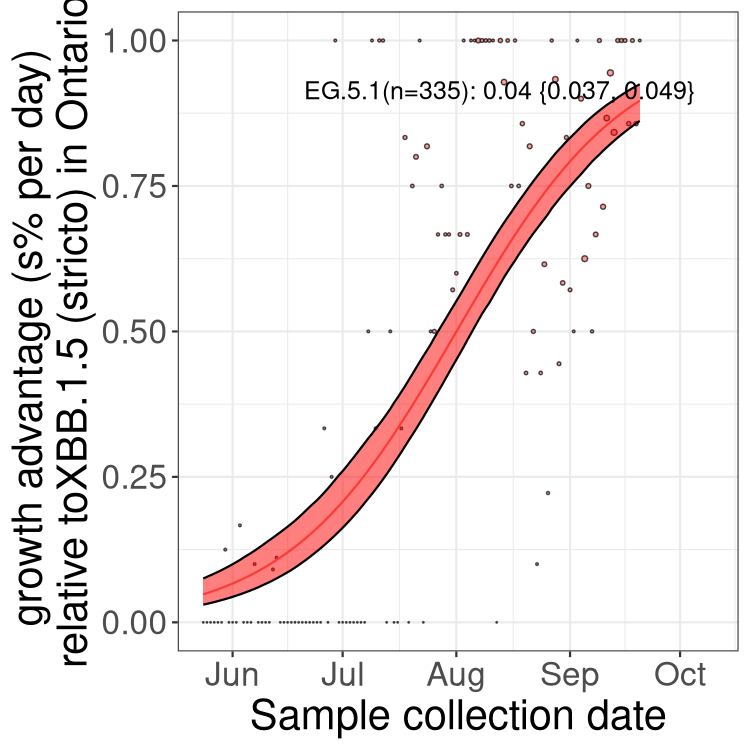 growth advantage (s% per day)
relative toXBB.1.5 (stricto) in Ontario
1.00
0.75
0.50
0.25
0.00
EG.5.1(n=335): 0.04 {0.037, 0.049}
Jun Jul Aug Sep Oct
Sample collection date